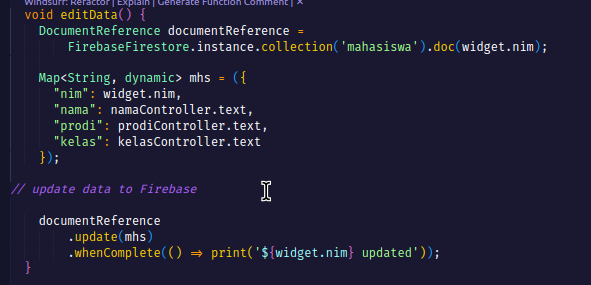 Windsurf: Refactor | Explain | Generate Function Comment | ✕
void editData() {
DocumentReference documentReference =
FirebaseFirestore.instance.collection('mahasiswa').doc(widget.nim);
Map<String, dynamic> mhs = ({
"nim": widget.nim,
"nama": namaController.text,
"prodi": prodiController.text,
"kelas": kelasController.text
});
// update data to Firebase
documentReference
.update(mhs)
.whenComplete(() => print('${widget.nim} updated'));
}